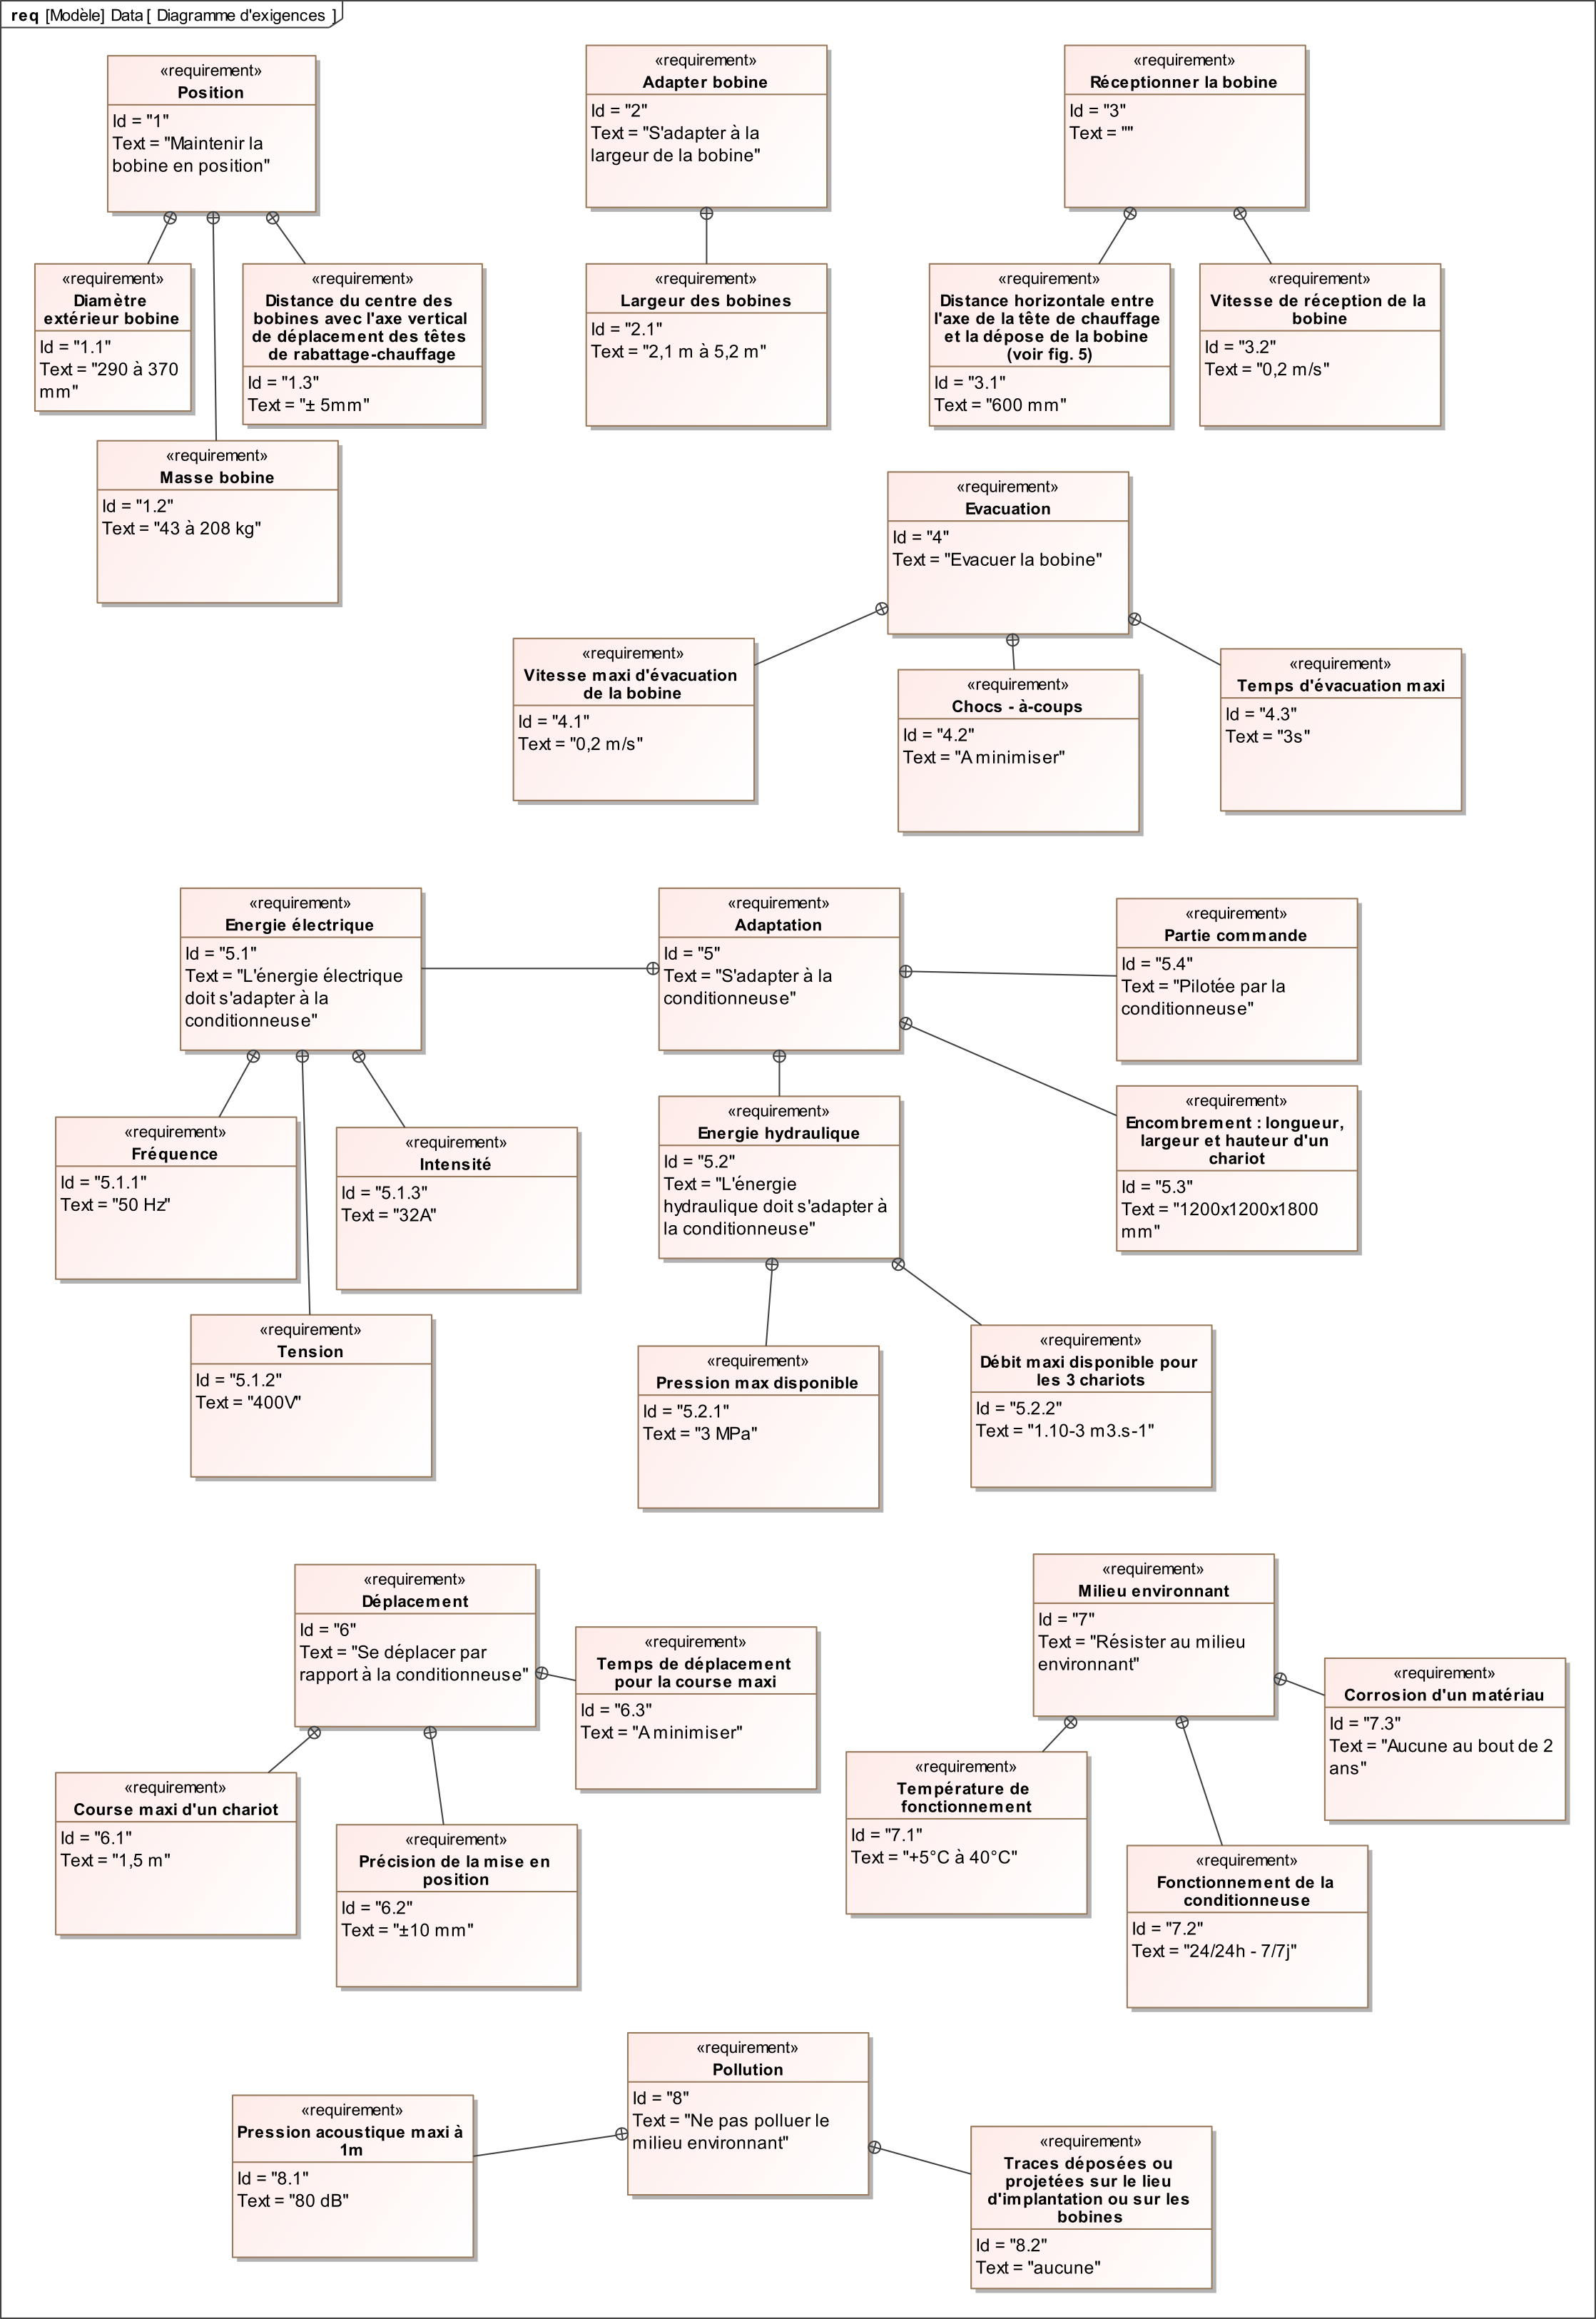 req [Modèle] Data [ Diagramme d'exigences ]
«requirement»
Position
Id = "1"
Text = "Maintenir la
bobine en position"
«requirement»
Adapter bobine
Id = "2"
Text = "S'adapter à la
largeur de la bobine"
«requirement»
Réceptionner la bobine
Id = "3"
Text = ""
«requirement»
Diamètre
extérieur bobine
Id = "1.1"
Text = "290 à 370
mm"
«requirement»
Distance du centre des
bobines avec l'axe vertical
de déplacement des têtes
de rabattage-chauffage
Id = "1.3"
Text = "± 5mm"
«requirement»
Largeur des bobines
Id = "2.1"
Text = "2,1 m à 5,2 m"
«requirement»
Distance horizontale entre
l'axe de la tête de chauffage
et la dépose de la bobine
(voir fig. 5)
Id = "3.1"
Text = "600 mm"
«requirement»
Vitesse de réception de la
bobine
Id = "3.2"
Text = "0,2 m/s"
«requirement»
Masse bobine
Id = "1.2"
Text = "43 à 208 kg"
«requirement»
Evacuation
Id = "4"
Text = "Evacuer la bobine"
«requirement»
Vitesse maxi d'évacuation
de la bobine
Id = "4.1"
Text = "0,2 m/s"
«requirement»
Chocs - à-coups
Id = "4.2"
Text = "A minimiser"
«requirement»
Temps d'évacuation maxi
Id = "4.3"
Text = "3s"
«requirement»
Energie électrique
Id = "5.1"
Text = "L'énergie électrique
doit s'adapter à la
conditionneuse"
«requirement»
Adaptation
Id = "5"
Text = "S'adapter à la
conditionneuse"
«requirement»
Partie commande
Id = "5.4"
Text = "Pilotée par la
conditionneuse"
«requirement»
Fréquence
Id = "5.1.1"
Text = "50 Hz"
«requirement»
Intensité
Id = "5.1.3"
Text = "32A"
«requirement»
Energie hydraulique
Id = "5.2"
Text = "L'énergie
hydraulique doit s'adapter à
la conditionneuse"
«requirement»
Encombrement : longueur,
largeur et hauteur d'un
chariot
Id = "5.3"
Text = "1200x1200x1800
mm"
«requirement»
Tension
Id = "5.1.2"
Text = "400V"
«requirement»
Pression max disponible
Id = "5.2.1"
Text = "3 MPa"
«requirement»
Débit maxi disponible pour
les 3 chariots
Id = "5.2.2"
Text = "1.10-3 m3.s-1"
«requirement»
Déplacement
Id = "6"
Text = "Se déplacer par
rapport à la conditionneuse"
«requirement»
Temps de déplacement
pour la course maxi
Id = "6.3"
Text = "A minimiser"
«requirement»
Milieu environnant
Id = "7"
Text = "Résister au milieu
environnant"
«requirement»
Corrosion d'un matériau
Id = "7.3"
Text = "Aucune au bout de 2
ans"
«requirement»
Course maxi d'un chariot
Id = "6.1"
Text = "1,5 m"
«requirement»
Précision de la mise en
position
Id = "6.2"
Text = "±10 mm"
«requirement»
Température de
fonctionnement
Id = "7.1"
Text = "+5°C à 40°C"
«requirement»
Fonctionnement de la
conditionneuse
Id = "7.2"
Text = "24/24h - 7/7j"
«requirement»
Pollution
Id = "8"
Text = "Ne pas polluer le
milieu environnant"
«requirement»
Pression acoustique maxi à
1m
Id = "8.1"
Text = "80 dB"
«requirement»
Traces déposées ou
projetées sur le lieu
d'implantation ou sur les
bobines
Id = "8.2"
Text = "aucune"